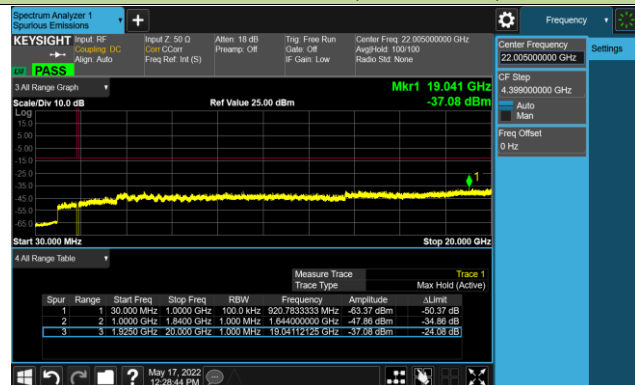 Spectrum Analyzer 1
Spurious Emissions
Frequency
KEYSIGHT Input: RF Input Z: 50 Ω Atten: 18 dB Trig: Free Run Center Freq: 22.005000000 GHz
Coupling: DC Corr CCorr Preamp: Off Gate: Off Avg|Hold: 100/100
Align: Auto Freq Ref: Int (S) IF Gain: Low Radio Std: None
PASS
Center Frequency
22.005000000 GHz
Settings
CF Step
4.399000000 GHz
Auto
Man
Freq Offset
0 Hz
3 All Range Graph
Mkr1 19.041 GHz
Scale/Div 10.0 dB Ref Value 25.00 dBm -37.08 dBm
Log
15.0
5.00
-5.00
-15.0
-25.0
-35.0
-45.0
-55.0
-65.0
1
Start 30.000 MHz Stop 20.000 GHz
4 All Range Table
Measure Trace Trace 1
Trace Type Max Hold (Active)
Spur Range Start Freq Stop Freq RBW Frequency Amplitude ΔLimit
1 1 30.000 MHz 1.0000 GHz 100.0 kHz 920.7833333 MHz -63.37 dBm -50.37 dB
2 2 1.0000 GHz 1.8400 GHz 1.000 MHz 1.644000000 GHz -47.86 dBm -34.86 dB
3 3 1.9250 GHz 20.000 GHz 1.000 MHz 19.04112125 GHz -37.08 dBm -24.08 dB
May 17, 2022
12:28:44 PM